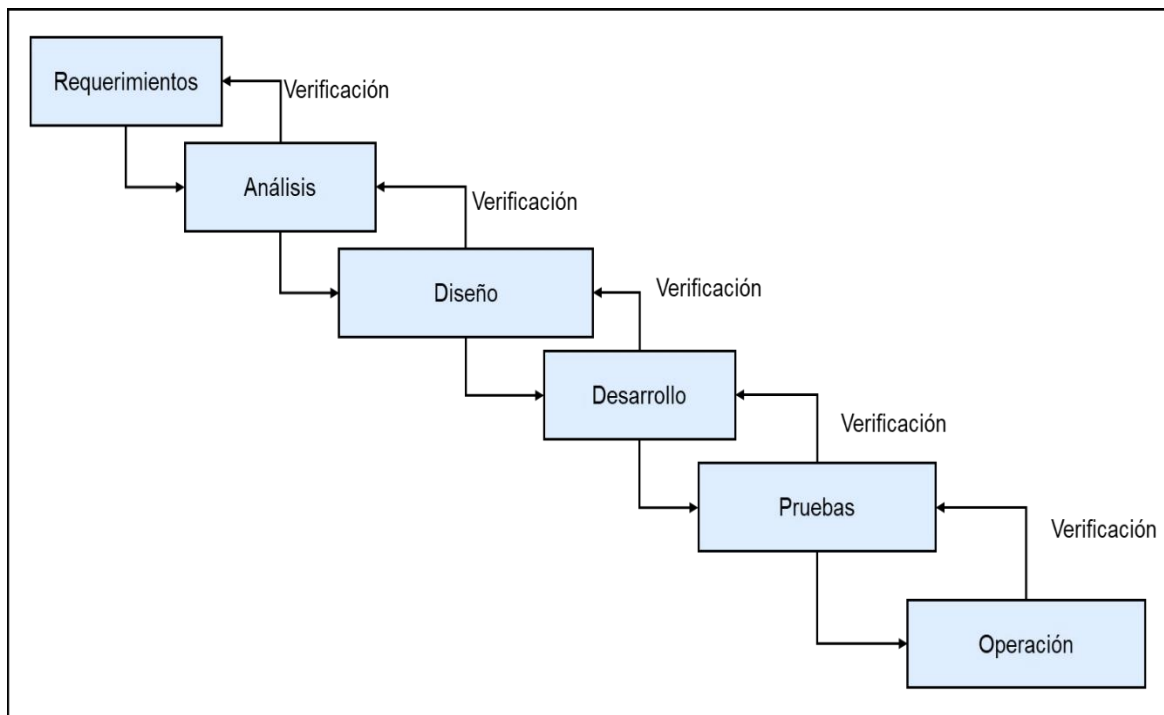 Requerimientos
Verificación
Análisis
Verificación
Diseño
Verificación
Desarrollo
Verificación
Pruebas
Verificación
Operación